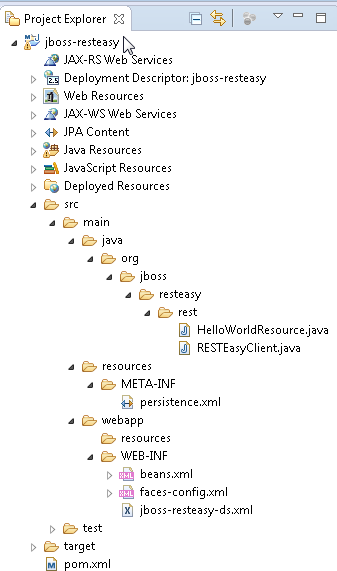 Project Explorer
jboss-resteasy
JAX-RS Web Services
Deployment Descriptor: jboss-resteasy
Web Resources
JAX-WS Web Services
JPA Content
Java Resources
JavaScript Resources
Deployed Resources
src
main
java
org
jboss
resteasy
rest
HelloWorldResource.java
RESTEasyClient.java
resources
META-INF
persistence.xml
webapp
resources
WEB-INF
beans.xml
faces-config.xml
jboss-resteasy-ds.xml
test
target
pom.xml